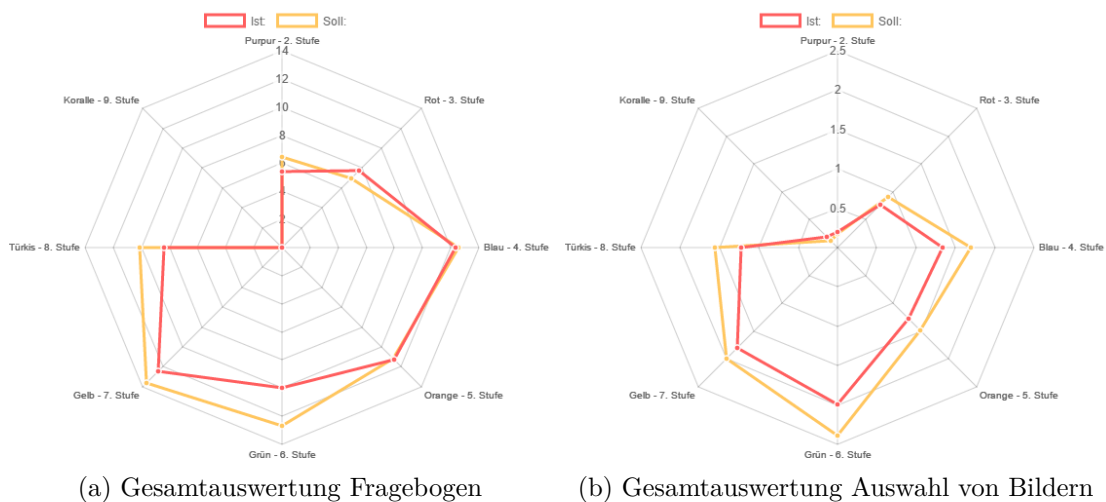 Ist: Soll:
Purpur - 2. Stufe
14
12
10
8
6
4
2
Koralle - 9. Stufe
Rot - 3. Stufe
Türkis - 8. Stufe
Blau - 4. Stufe
Gelb - 7. Stufe
Orange - 5. Stufe
Grün - 6. Stufe
(a) Gesamtauswertung Fragebogen
Ist: Soll:
Purpur - 2. Stufe
2.5
2
1.5
1
0.5
Koralle - 9. Stufe
Rot - 3. Stufe
Türkis - 8. Stufe
Blau - 4. Stufe
Gelb - 7. Stufe
Orange - 5. Stufe
Grün - 6. Stufe
(b) Gesamtauswertung Auswahl von Bildern